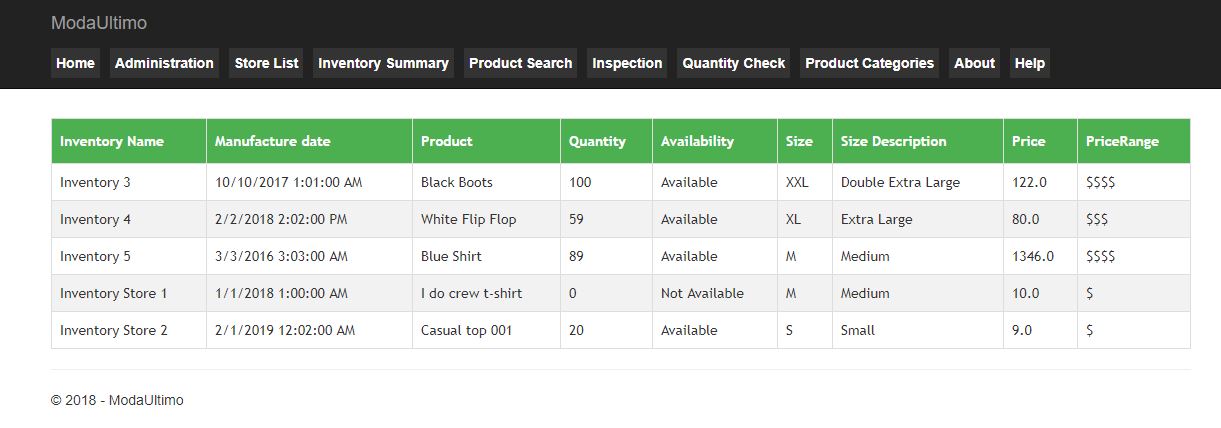 ModaUltimo
Home Administration Store List Inventory Summary Product Search Inspection Quantity Check Product Categories About Help
Inventory Name Manufacture date Product Quantity Availability Size Size Description Price PriceRange
Inventory 3 10/10/2017 1:01:00 AM Black Boots 100 Available XXL Double Extra Large 122.0 $$$$
Inventory 4 2/2/2018 2:02:00 PM White Flip Flop 59 Available XL Extra Large 80.0 $$$
Inventory 5 3/3/2016 3:03:00 AM Blue Shirt 89 Available M Medium 1346.0 $$$$
Inventory Store 1 1/1/2018 1:00:00 AM I do crew t-shirt 0 Not Available M Medium 10.0 $
Inventory Store 2 2/1/2019 12:02:00 AM Casual top 001 20 Available S Small 9.0 $
© 2018 - ModaUltimo